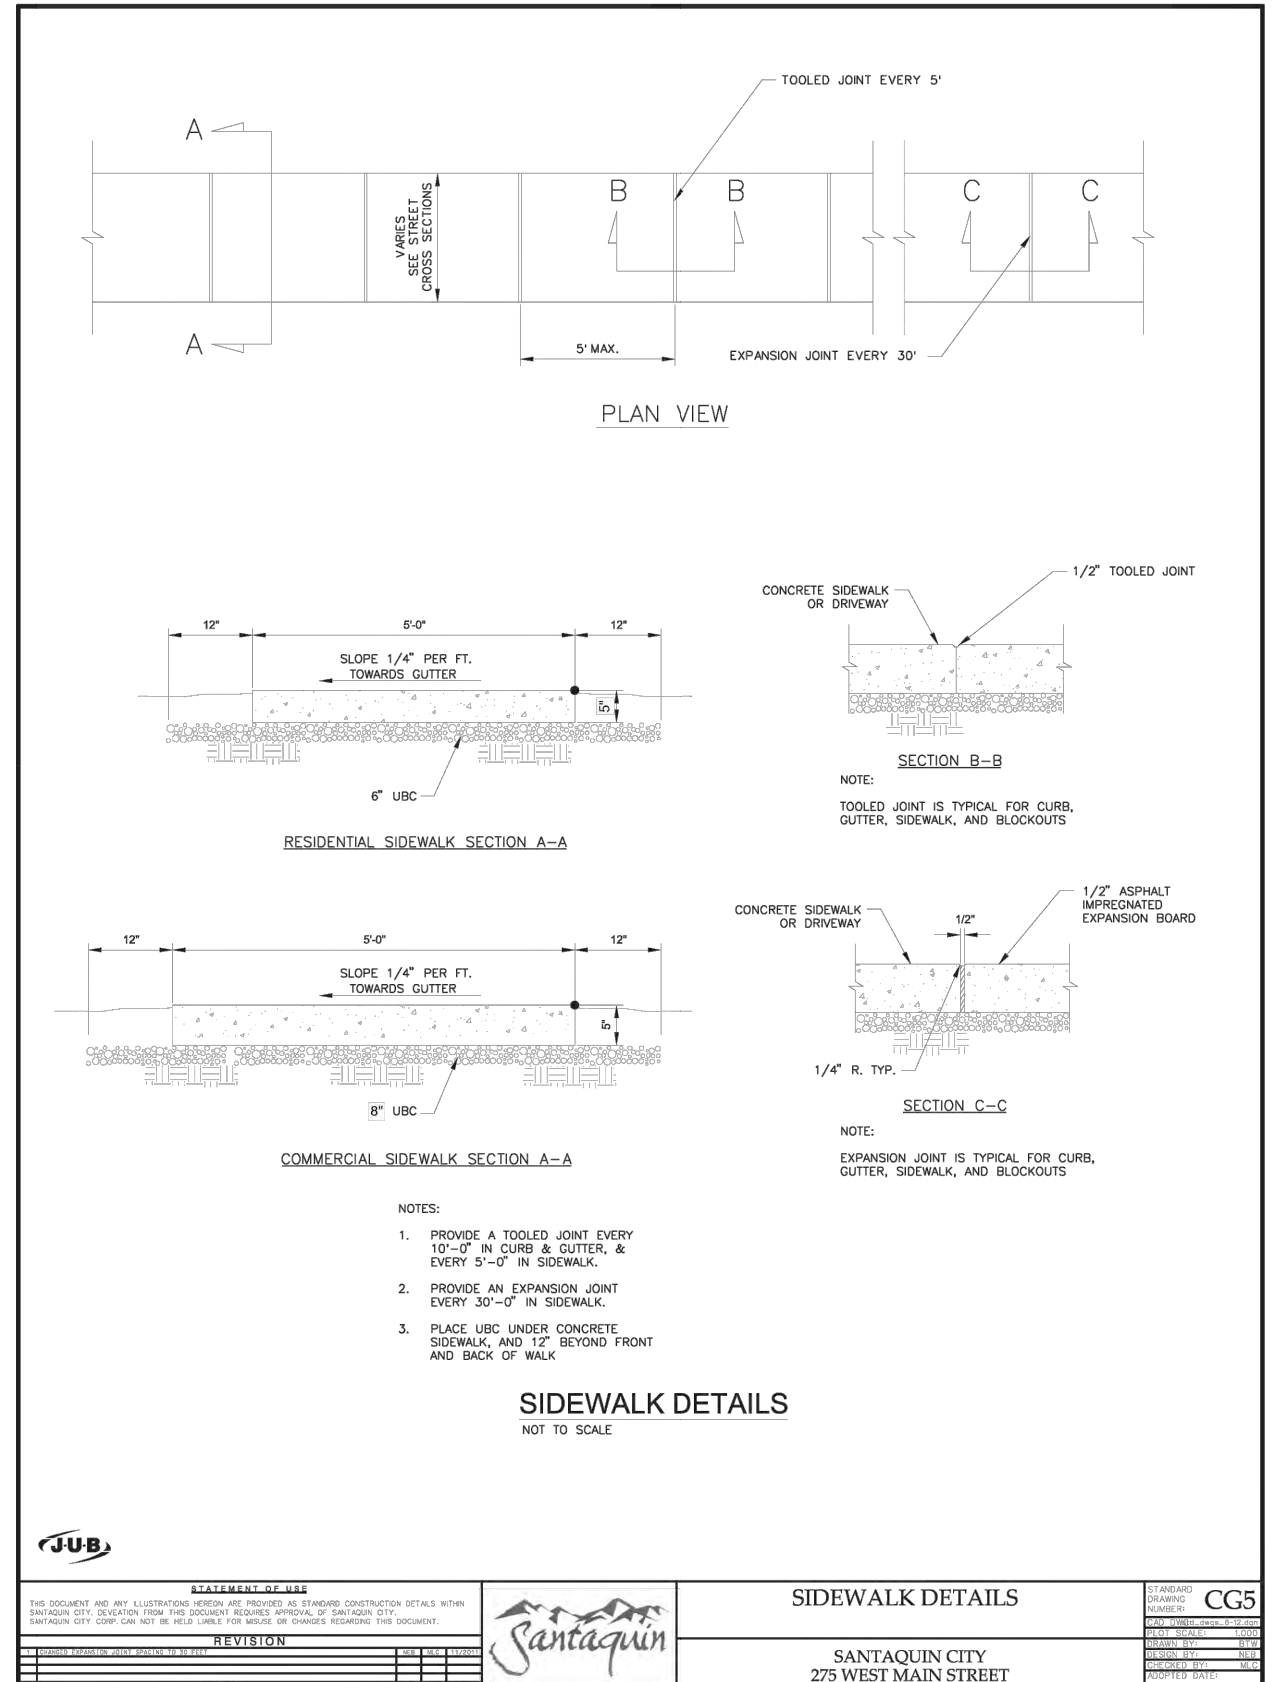 TOOLED JOINT EVERY 5'
A
B B
C C
VARIES
SEE STREET
CROSS SECTIONS
A
5' MAX.
EXPANSION JOINT EVERY 30'
PLAN VIEW
12" 5'-0" 12"
SLOPE 1/4" PER FT.
TOWARDS GUTTER
5"
6" UBC
RESIDENTIAL SIDEWALK SECTION A-A
1/2" TOOLED JOINT
CONCRETE SIDEWALK
OR DRIVEWAY
SECTION B-B
NOTE:
TOOLED JOINT IS TYPICAL FOR CURB,
GUTTER, SIDEWALK, AND BLOCKOUTS
12" 5'-0" 12"
SLOPE 1/4" PER FT.
TOWARDS GUTTER
5"
8" UBC
COMMERCIAL SIDEWALK SECTION A-A
1/2" ASPHALT
IMPREGNATED
EXPANSION BOARD
CONCRETE SIDEWALK
OR DRIVEWAY
1/2"
1/4" R. TYP.
SECTION C-C
NOTE:
EXPANSION JOINT IS TYPICAL FOR CURB,
GUTTER, SIDEWALK, AND BLOCKOUTS
NOTES:
1. PROVIDE A TOOLED JOINT EVERY
10'-0" IN CURB & GUTTER, &
EVERY 5'-0" IN SIDEWALK.
2. PROVIDE AN EXPANSION JOINT
EVERY 30'-0" IN SIDEWALK.
3. PLACE UBC UNDER CONCRETE
SIDEWALK, AND 12" BEYOND FRONT
AND BACK OF WALK
SIDEWALK DETAILS
NOT TO SCALE
J·U·B
STATEMENT OF USE
THIS DOCUMENT AND ANY ILLUSTRATIONS HEREON ARE PROVIDED AS STANDARD CONSTRUCTION DETAILS WITHIN
SANTAQUIN CITY. DEVEATION FROM THIS DOCUMENT REQUIRES APPROVAL OF SANTAQUIN CITY.
SANTAQUIN CITY CORP. CAN NOT BE HELD LIABLE FOR MISUSE OR CHANGES REGARDING THIS DOCUMENT.
REVISION
1 CHANGED EXPANSION JOINT SPACING TO 30 FEET NEB MLC 11/2011
Santaquin
SIDEWALK DETAILS
SANTAQUIN CITY
275 WEST MAIN STREET
STANDARD
DRAWING
NUMBER: CG5
PLOT SCALE: 1.000
DRAWN BY: BTW
DESIGN BY: NEB
CHECKED BY: MLC
ADOPTED DATE: